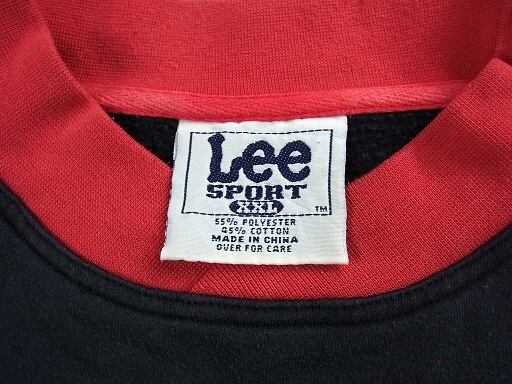 Lee
SPORT
XXL
TM
55% POLYESTER
45% COTTON
MADE IN CHINA
OVER FOR CARE